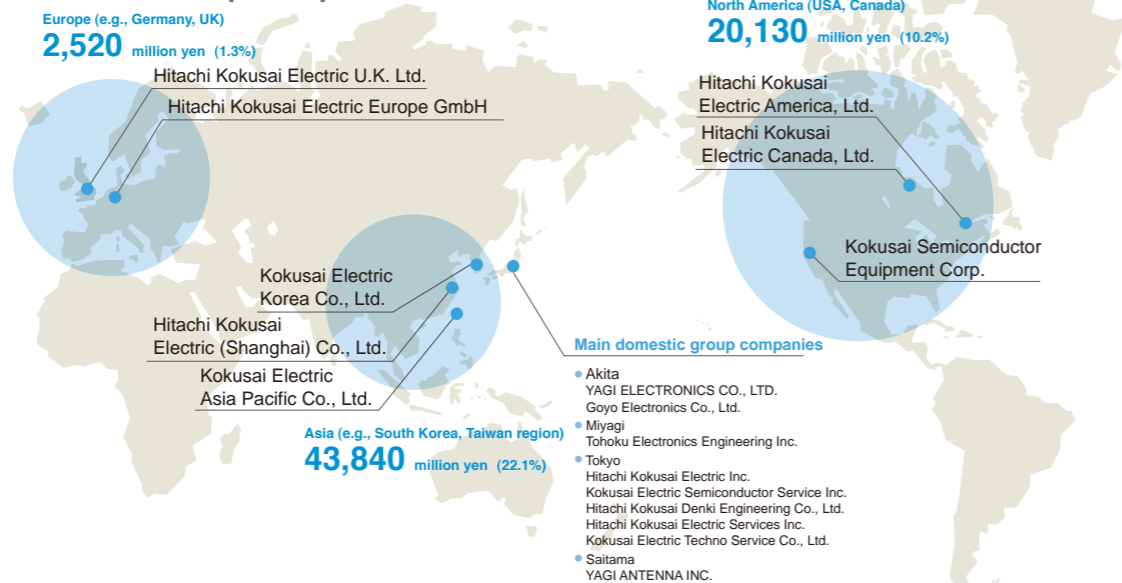 Europe (e.g., Germany, UK)
2,520 million yen (1.3%)
Hitachi Kokusai Electric U.K. Ltd.
Hitachi Kokusai Electric Europe GmbH
North America (USA, Canada)
20,130 million yen (10.2%)
Hitachi Kokusai
Electric America, Ltd.
Hitachi Kokusai
Electric Canada, Ltd.
Kokusai Semiconductor
Equipment Corp.
Kokusai Electric
Korea Co., Ltd.
Hitachi Kokusai
Electric (Shanghai) Co., Ltd.
Kokusai Electric
Asia Pacific Co., Ltd.
Asia (e.g., South Korea, Taiwan region)
43,840 million yen (22.1%)
Main domestic group companies
Akita
YAGI ELECTRONICS CO., LTD.
Goyo Electronics Co., Ltd.
Miyagi
Tohoku Electronics Engineering Inc.
Tokyo
Hitachi Kokusai Electric Inc.
Kokusai Electric Semiconductor Service Inc.
Hitachi Kokusai Denki Engineering Co., Ltd.
Hitachi Kokusai Electric Services Inc.
Kokusai Electric Techno Service Co., Ltd.
Saitama
YAGI ANTENNA INC.